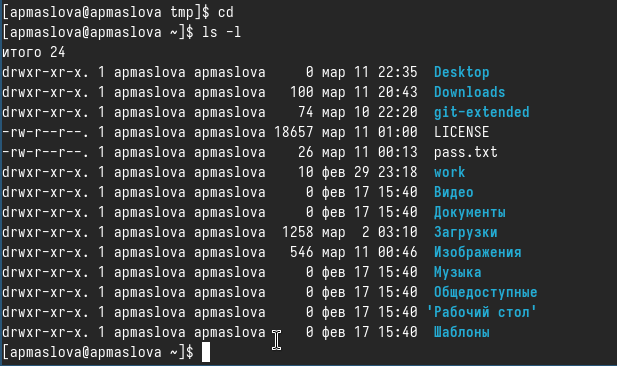 [apmaslova@apmaslova tmp]$ cd
[apmaslova@apmaslova ~]$ ls -l
итого 24
drwxr-xr-x. 1 apmaslova apmaslova     0 мар 11 22:35  Desktop
drwxr-xr-x. 1 apmaslova apmaslova   100 мар 11 20:43  Downloads
drwxr-xr-x. 1 apmaslova apmaslova    74 мар 10 22:20  git-extended
-rw-r--r--. 1 apmaslova apmaslova 18657 мар 11 01:00  LICENSE
-rw-r--r--. 1 apmaslova apmaslova    26 мар 11 00:13  pass.txt
drwxr-xr-x. 1 apmaslova apmaslova    10 фев 29 23:18  work
drwxr-xr-x. 1 apmaslova apmaslova     0 фев 17 15:40  Видео
drwxr-xr-x. 1 apmaslova apmaslova     0 фев 17 15:40  Документы
drwxr-xr-x. 1 apmaslova apmaslova  1258 мар  2 03:10  Загрузки
drwxr-xr-x. 1 apmaslova apmaslova   546 мар 11 00:46  Изображения
drwxr-xr-x. 1 apmaslova apmaslova     0 фев 17 15:40  Музыка
drwxr-xr-x. 1 apmaslova apmaslova     0 фев 17 15:40  Общедоступные
drwxr-xr-x. 1 apmaslova apmaslova     0 фев 17 15:40 'Рабочий стол'
drwxr-xr-x. 1 apmaslova apmaslova     0 фев 17 15:40  Шаблоны
[apmaslova@apmaslova ~]$